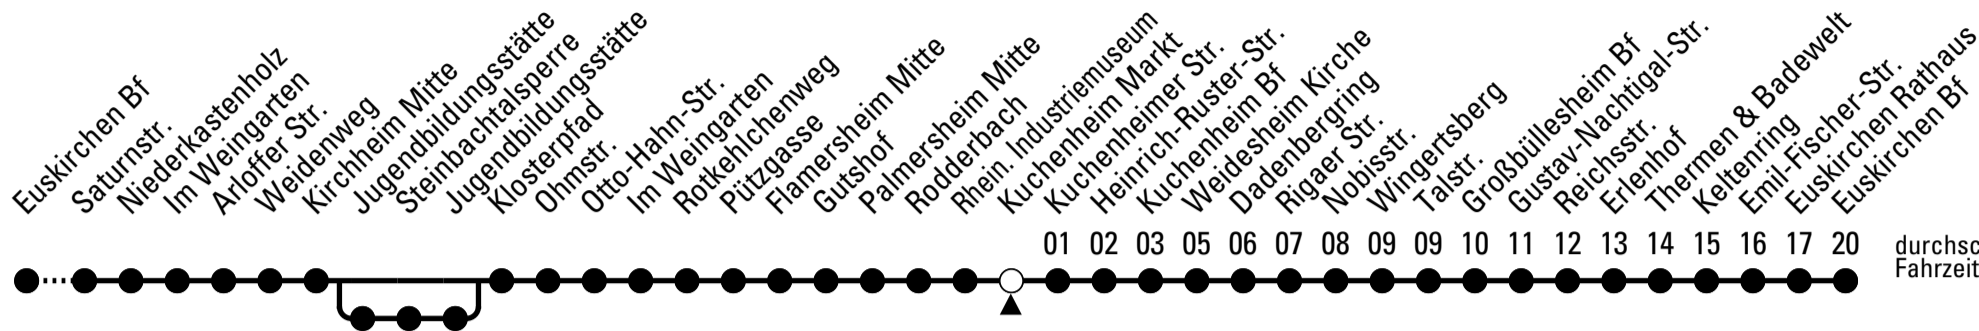 Euskirchen Bf
Saturnstr.
Niederkastenholz
Im Weingarten
Arloffer Str.
Weidenweg
Kirchheim Mitte
Jugendbildungsstätte
Steinbachtalsperre
Jugendbildungsstätte
Klosterpfad
Ohmstr.
Otto-Hahn-Str.
Im Weingarten
Rotkehlchenweg
Pützgasse
Flamersheim Mitte
Gutshof
Palmersheim Mitte
Rodderbach
Rhein. Industriemuseum
Kuchenheim Markt
Kuchenheimer Str.
Heinrich-Ruster-Str.
Kuchenheim Bf
Weidesheim Kirche
Dadenbergring
Rigaer Str.
Nobisstr.
Wingertsberg
Talstr.
Großbüllesheim Bf
Gustav-Nachtigal-Str.
Reichsstr.
Erlenhof
Thermen & Badewelt
Keltenring
Emil-Fischer-Str.
Euskirchen Rathaus
Euskirchen Bf
01 02 03 05 06 07 08 09 09 10 11 12 13 14 15 16 17 20
durchsc
Fahrzeit